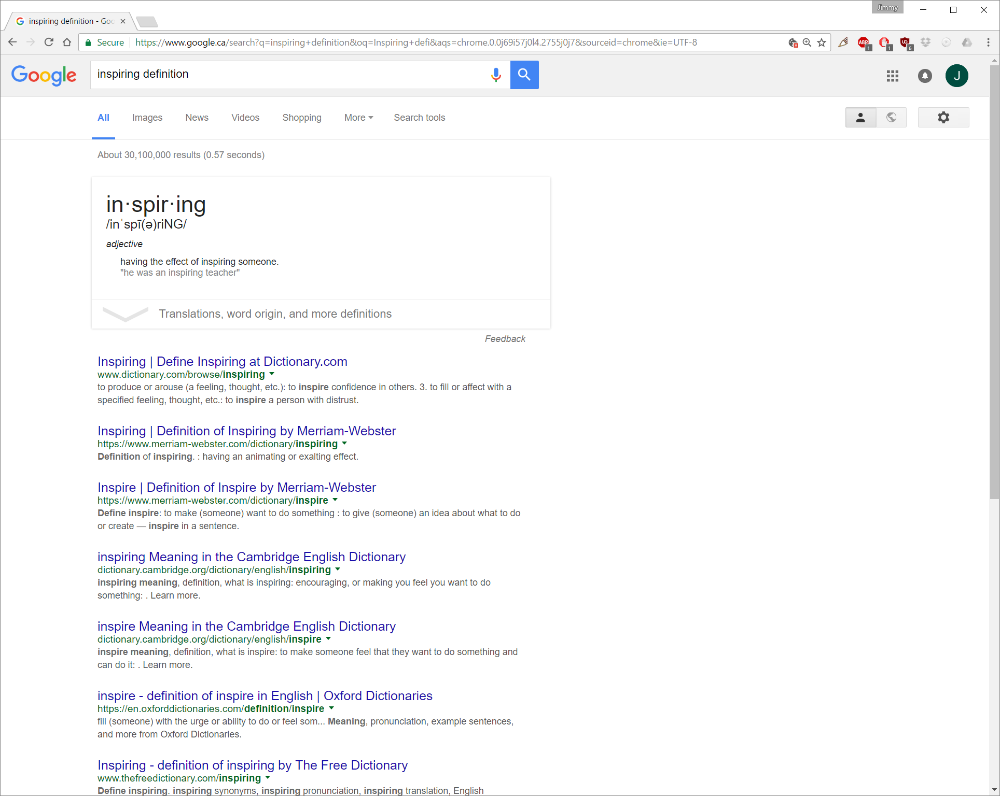 Jimmy
inspiring definition - Goo
Secure https://www.google.ca/search?q=inspiring+definition&oq=Inspiring+defi&aqs=chrome.0.0j69i57j0l4.2755j0j7&sourceid=chrome&ie=UTF-8
ABP 1 1 UD 6
Google inspiring definition J
All Images News Videos Shopping More Search tools
About 30,100,000 results (0.57 seconds)
in·spir·ing
/inˈspī(ə)riNG/
adjective
having the effect of inspiring someone.
"he was an inspiring teacher"
Translations, word origin, and more definitions
Feedback
Inspiring | Define Inspiring at Dictionary.com
www.dictionary.com/browse/inspiring
to produce or arouse (a feeling, thought, etc.): to inspire confidence in others. 3. to fill or affect with a
specified feeling, thought, etc.: to inspire a person with distrust.
Inspiring | Definition of Inspiring by Merriam-Webster
https://www.merriam-webster.com/dictionary/inspiring
Definition of inspiring. : having an animating or exalting effect.
Inspire | Definition of Inspire by Merriam-Webster
https://www.merriam-webster.com/dictionary/inspire
Define inspire: to make (someone) want to do something : to give (someone) an idea about what to do
or create — inspire in a sentence.
inspiring Meaning in the Cambridge English Dictionary
dictionary.cambridge.org/dictionary/english/inspiring
inspiring meaning, definition, what is inspiring: encouraging, or making you feel you want to do
something: . Learn more.
inspire Meaning in the Cambridge English Dictionary
dictionary.cambridge.org/dictionary/english/inspire
inspire meaning, definition, what is inspire: to make someone feel that they want to do something and
can do it: . Learn more.
inspire - definition of inspire in English | Oxford Dictionaries
https://en.oxforddictionaries.com/definition/inspire
fill (someone) with the urge or ability to do or feel som... Meaning, pronunciation, example sentences,
and more from Oxford Dictionaries.
Inspiring - definition of inspiring by The Free Dictionary
www.thefreedictionary.com/inspiring
Define inspiring. inspiring synonyms, inspiring pronunciation, inspiring translation, English